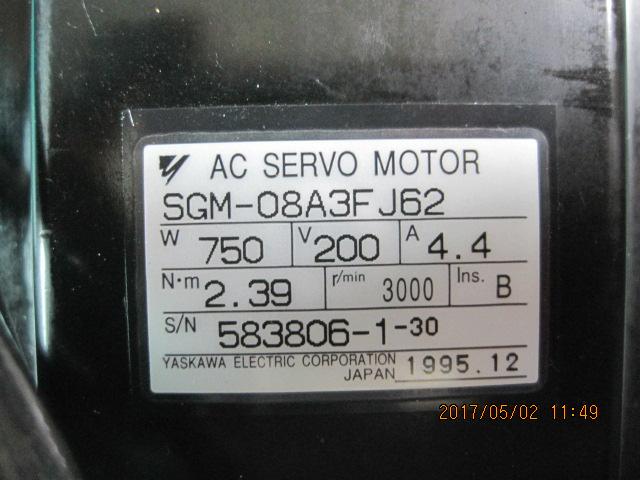 AC SERVO MOTOR
SGM-08A3FJ62
W 750 V 200 A 4.4
N·m 2.39 r/min 3000 Ins. B
S/N 583806-1-30
YASKAWA ELECTRIC CORPORATION
JAPAN 1995.12
2017/05/02 11:49